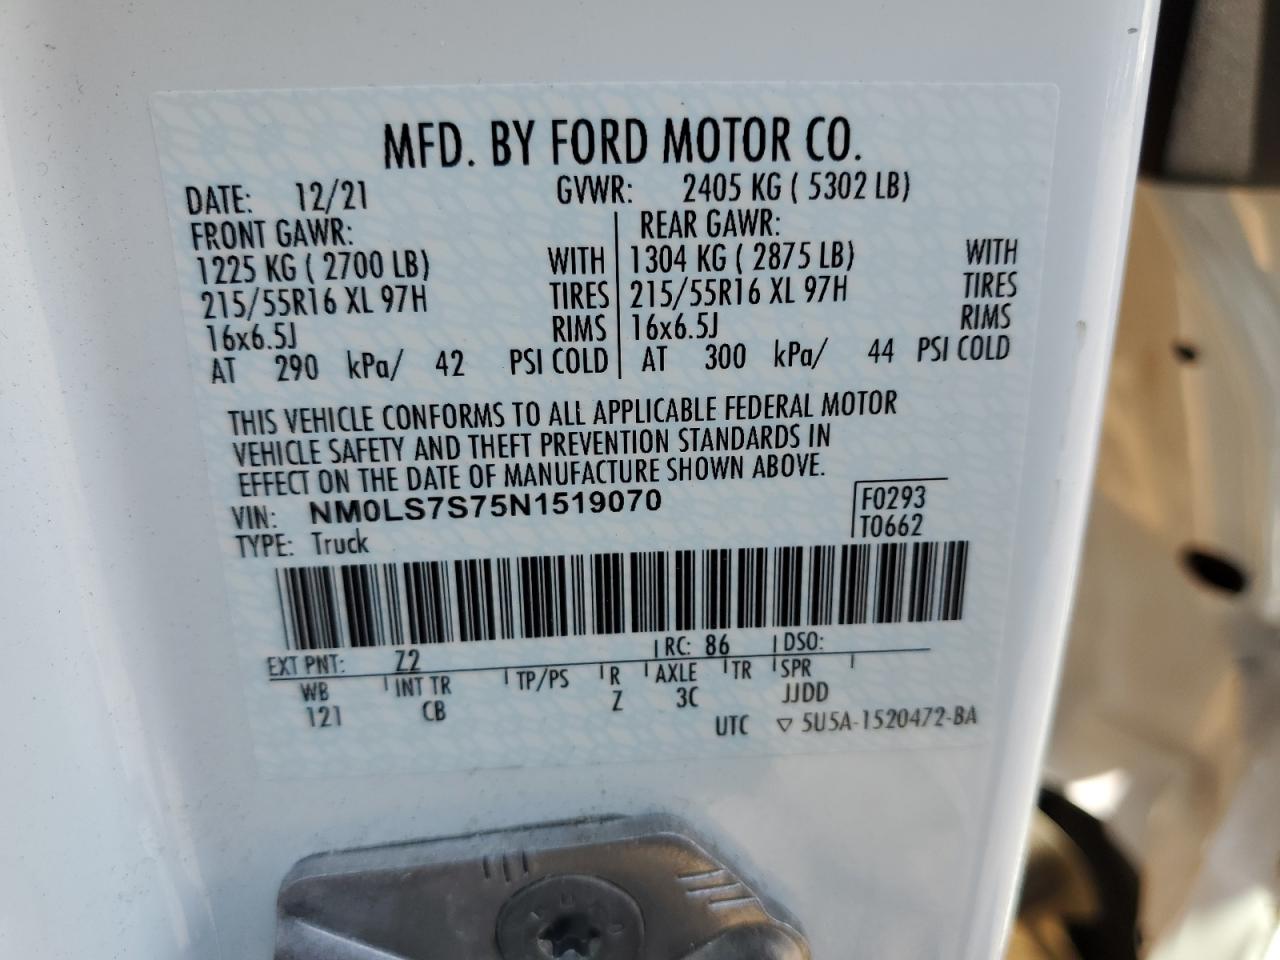 MFD. BY FORD MOTOR CO.
DATE: 12/21 GVWR: 2405 KG ( 5302 LB)
FRONT GAWR: REAR GAWR:
1225 KG ( 2700 LB) WITH 1304 KG ( 2875 LB) WITH
215/55R16 XL 97H TIRES 215/55R16 XL 97H TIRES
16x6.5J RIMS 16x6.5J RIMS
AT 290 kPa/ 42 PSI COLD AT 300 kPa/ 44 PSI COLD
THIS VEHICLE CONFORMS TO ALL APPLICABLE FEDERAL MOTOR
VEHICLE SAFETY AND THEFT PREVENTION STANDARDS IN
EFFECT ON THE DATE OF MANUFACTURE SHOWN ABOVE.
VIN: NM0LS7S75N1519070 F0293
TYPE: Truck T0662
EXT PNT: Z2 RC: 86 DSO:
WB INT TR TP/PS R AXLE TR SPR
121 CB Z 3C JJDD
UTC ▽ 5U5A-1520472-BA